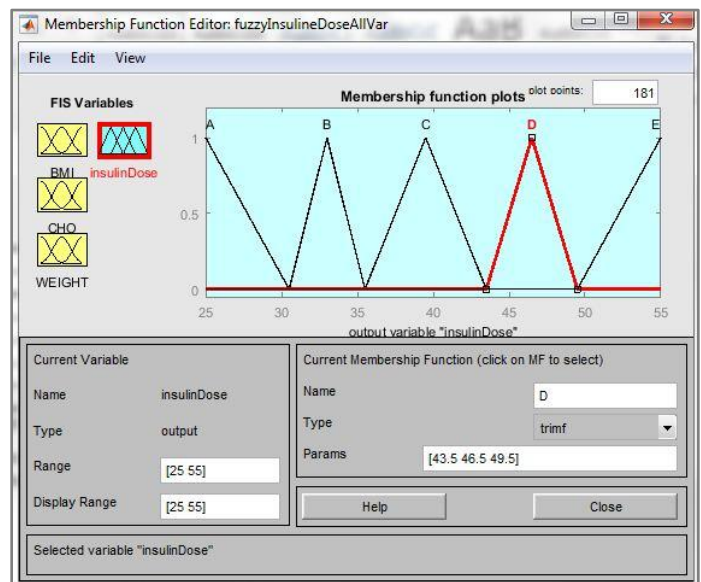 Membership Function Editor: fuzzyInsulineDoseAllVar
File Edit View
FIS Variables
BMI
insulinDose
CHO
WEIGHT
Membership function plots
plot points:
181
A B C D E
1
0.5
0
25 30 35 40 45 50 55
output variable "insulinDose"
Current Variable
Name insulinDose
Type output
Range [25 55]
Display Range [25 55]
Current Membership Function (click on MF to select)
Name D
Type trimf
Params [43.5 46.5 49.5]
Help Close
Selected variable "insulinDose"